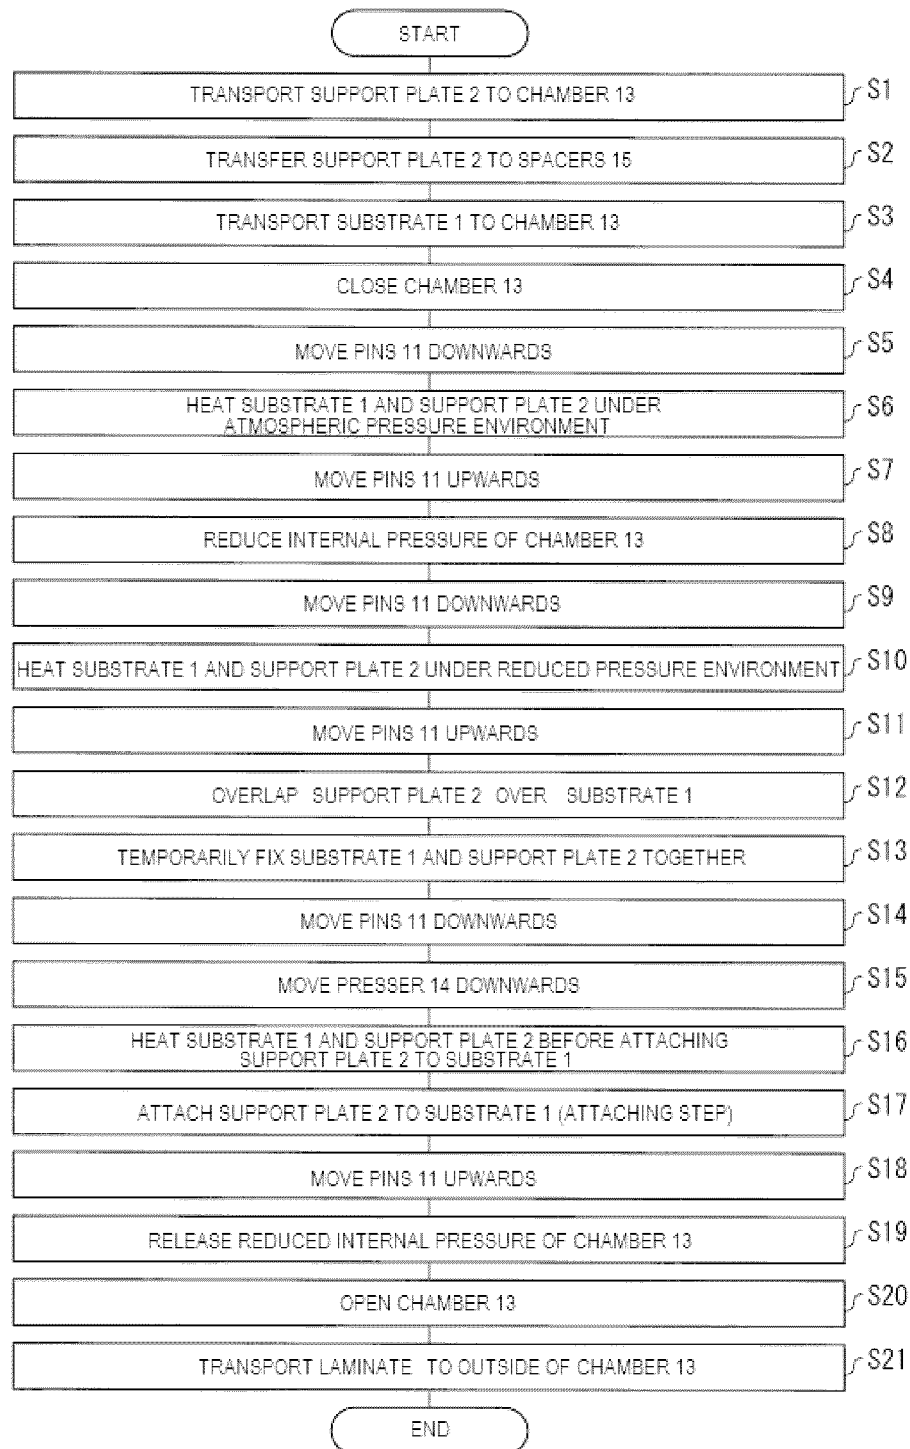 START
TRANSPORT SUPPORT PLATE 2 TO CHAMBER 13
S1
TRANSFER SUPPORT PLATE 2 TO SPACERS 15
S2
TRANSPORT SUBSTRATE 1 TO CHAMBER 13
S3
CLOSE CHAMBER 13
S4
MOVE PINS 11 DOWNWARDS
S5
HEAT SUBSTRATE 1 AND SUPPORT PLATE 2 UNDER
ATMOSPHERIC PRESSURE ENVIRONMENT
S6
MOVE PINS 11 UPWARDS
S7
REDUCE INTERNAL PRESSURE OF CHAMBER 13
S8
MOVE PINS 11 DOWNWARDS
S9
HEAT SUBSTRATE 1 AND SUPPORT PLATE 2 UNDER REDUCED PRESSURE ENVIRONMENT
S10
MOVE PINS 11 UPWARDS
S11
OVERLAP SUPPORT PLATE 2 OVER SUBSTRATE 1
S12
TEMPORARILY FIX SUBSTRATE 1 AND SUPPORT PLATE 2 TOGETHER
S13
MOVE PINS 11 DOWNWARDS
S14
MOVE PRESSER 14 DOWNWARDS
S15
HEAT SUBSTRATE 1 AND SUPPORT PLATE 2 BEFORE ATTACHING
SUPPORT PLATE 2 TO SUBSTRATE 1
S16
ATTACH SUPPORT PLATE 2 TO SUBSTRATE 1 (ATTACHING STEP)
S17
MOVE PINS 11 UPWARDS
S18
RELEASE REDUCED INTERNAL PRESSURE OF CHAMBER 13
S19
OPEN CHAMBER 13
S20
TRANSPORT LAMINATE TO OUTSIDE OF CHAMBER 13
S21
END